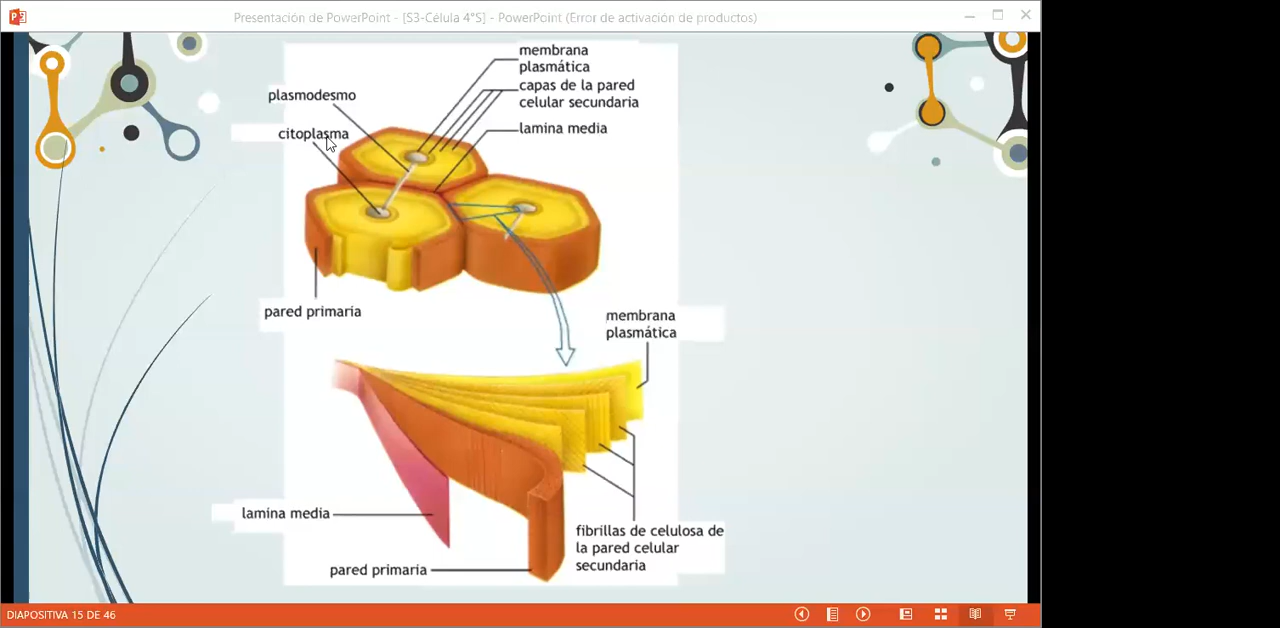 Presentación de PowerPoint - [S3-Célula 4°S] - PowerPoint (Error de activación de productos)
membrana
plasmática
capas de la pared
celular secundaria
lamina media
plasmodesmo
citoplasma
pared primaria
membrana
plasmática
lamina media
pared primaria
fibrillas de celulosa de
la pared celular
secundaria
DIAPOSITIVA 15 DE 46